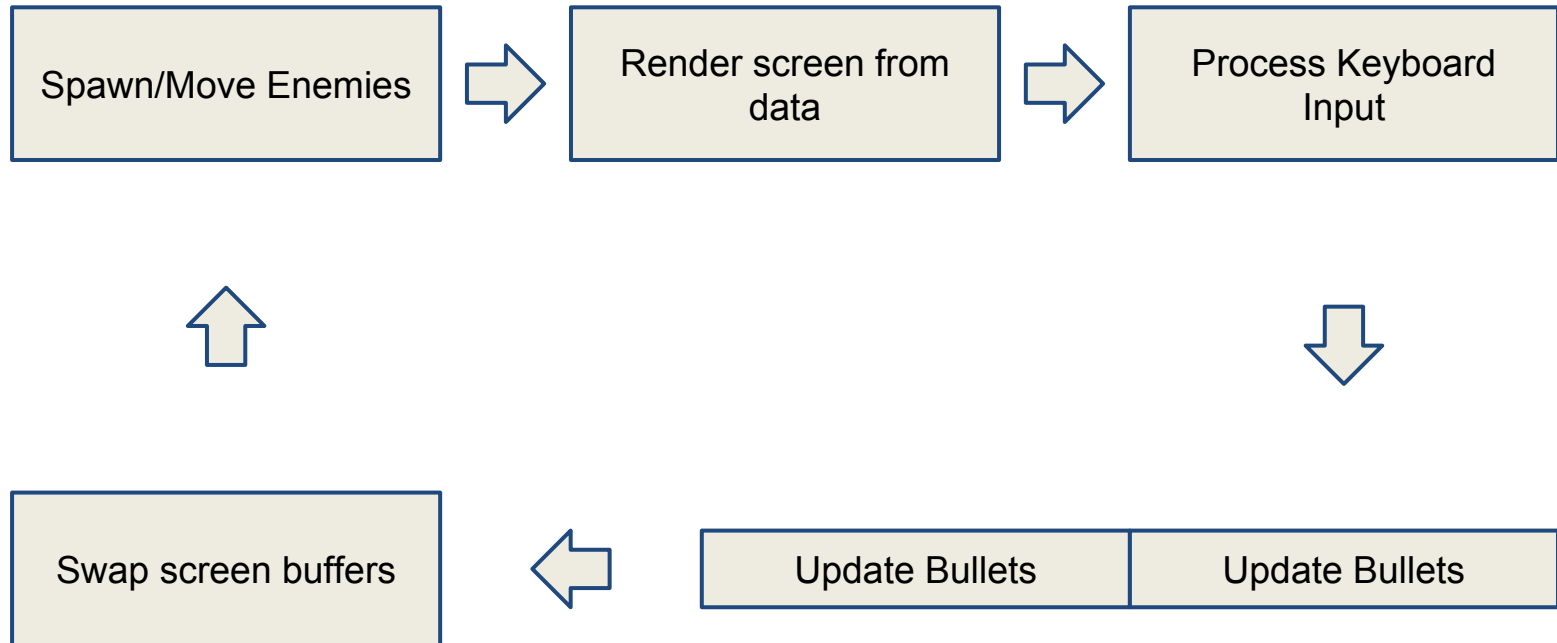 Spawn/Move Enemies
Render screen from
data
Process Keyboard
Input
Swap screen buffers
Update Bullets
Update Bullets